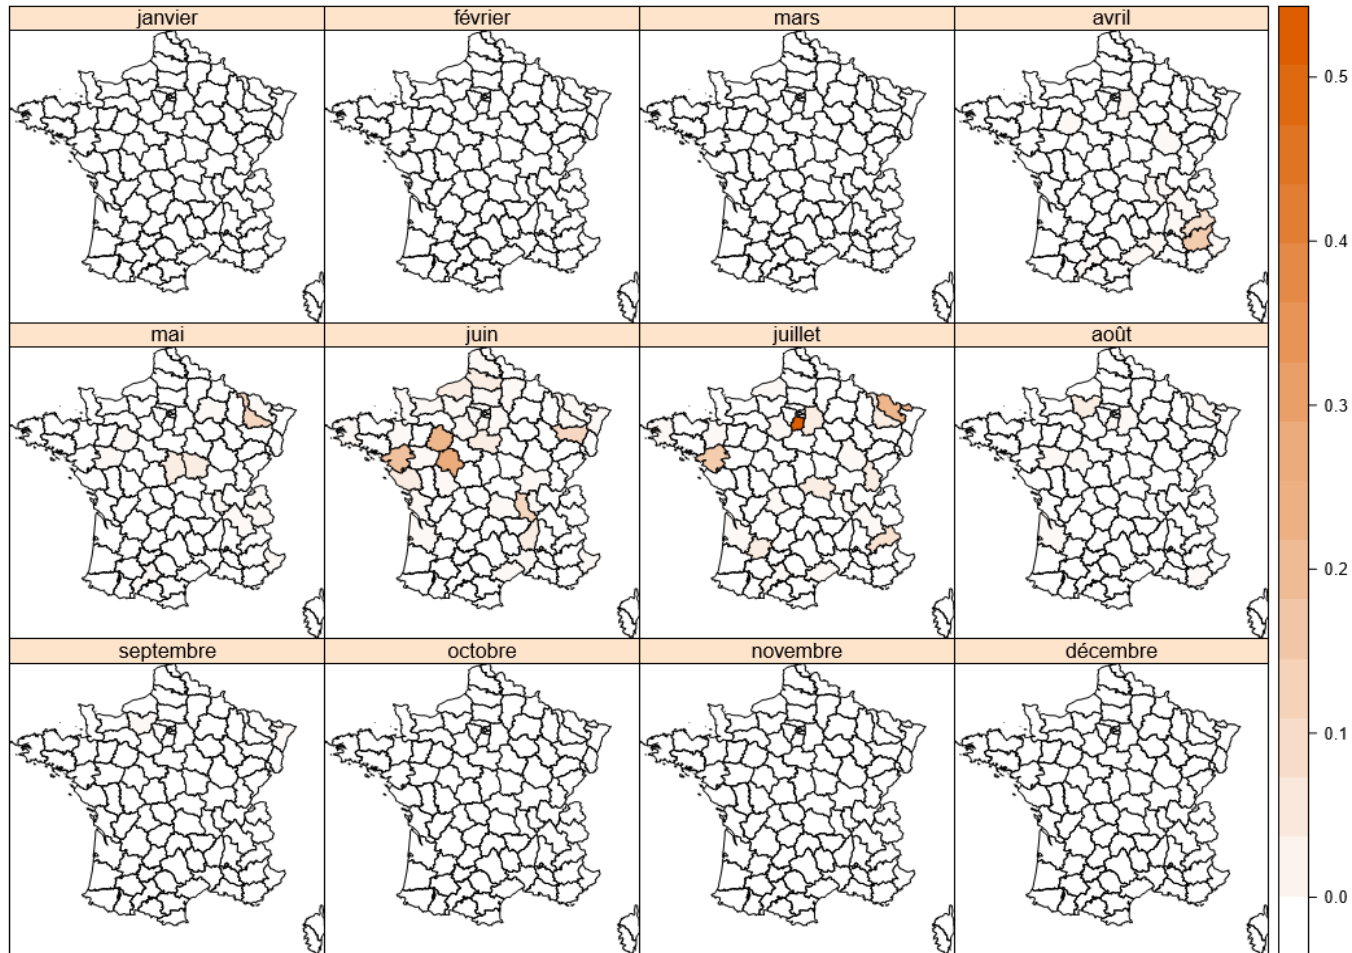 janvier février mars avril
mai juin juillet août
septembre octobre novembre décembre
0.5
0.4
0.3
0.2
0.1
0.0